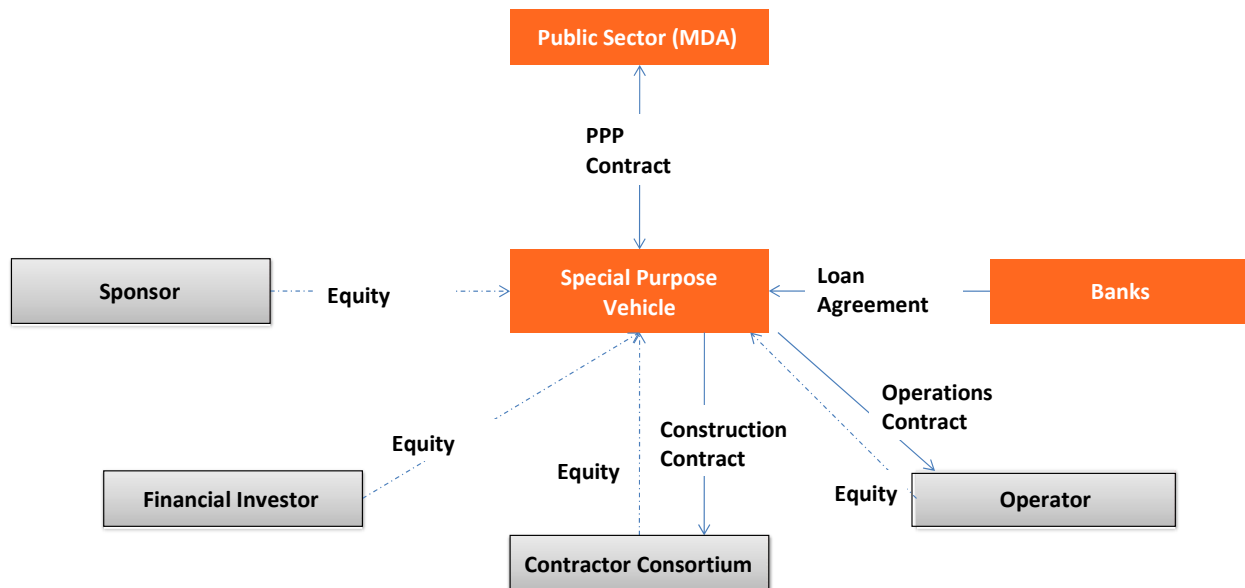 Public Sector (MDA)
PPP
Contract
Sponsor
Equity
Special Purpose
Vehicle
Loan
Agreement
Banks
Equity
Financial Investor
Equity
Construction
Contract
Contractor Consortium
Operations
Contract
Equity
Operator